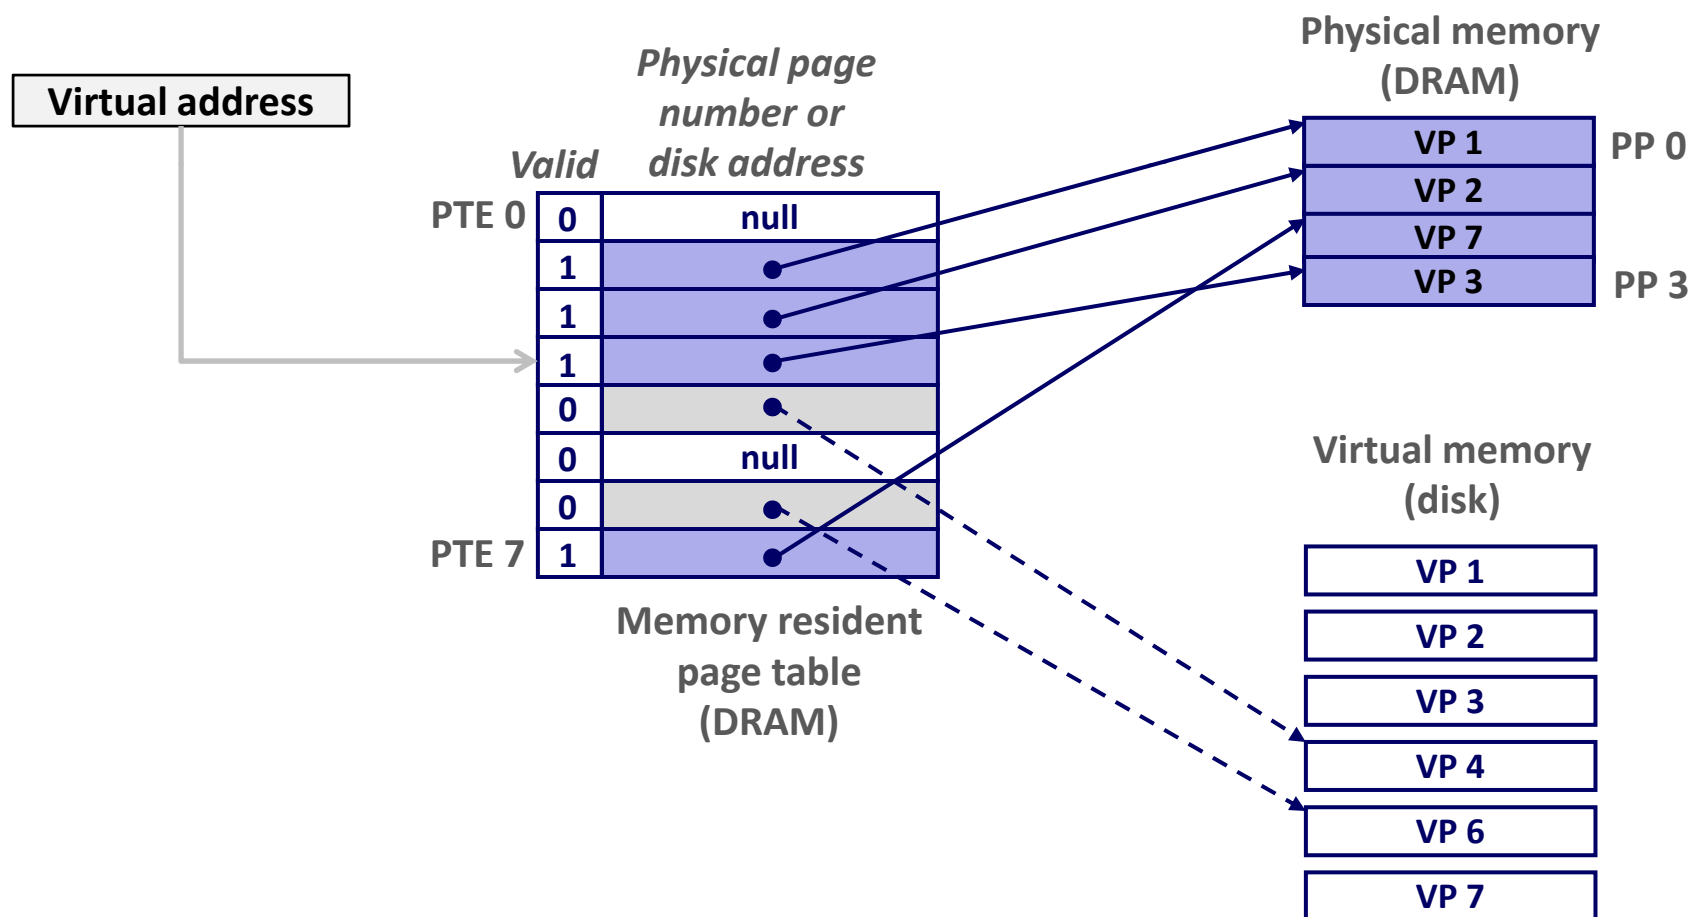 Virtual address
Physical page
number or
disk address
Valid
PTE 0
0
null
1
1
1
0
0
null
0
PTE 7
1
Memory resident
page table
(DRAM)
Physical memory
(DRAM)
VP 1
PP 0
VP 2
VP 7
VP 3
PP 3
Virtual memory
(disk)
VP 1
VP 2
VP 3
VP 4
VP 6
VP 7